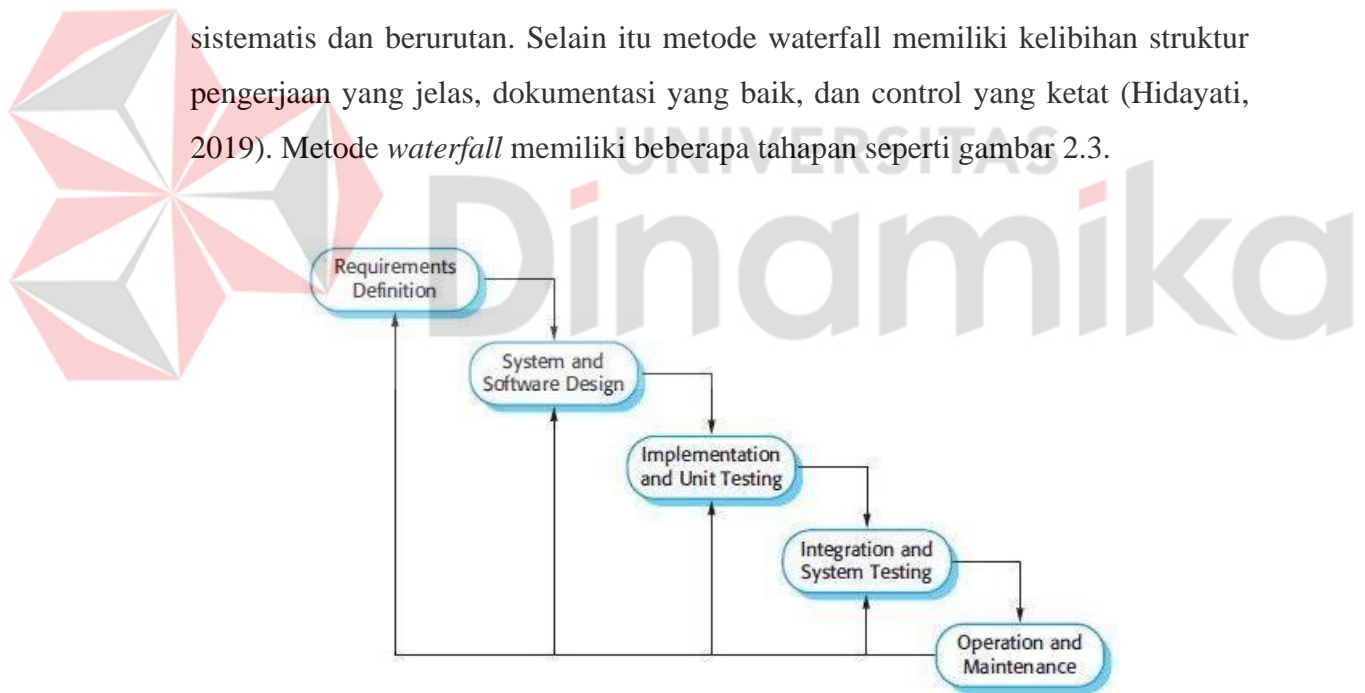 sistematis dan berurutan. Selain itu metode waterfall memiliki kelibihan struktur
pengerjaan yang jelas, dokumentasi yang baik, dan control yang ketat (Hidayati,
2019). Metode waterfall memiliki beberapa tahapan seperti gambar 2.3.
UNIVERSITAS
Dinamika
Requirements
Definition
System and
Software Design
Implementation
and Unit Testing
Integration and
System Testing
Operation and
Maintenance